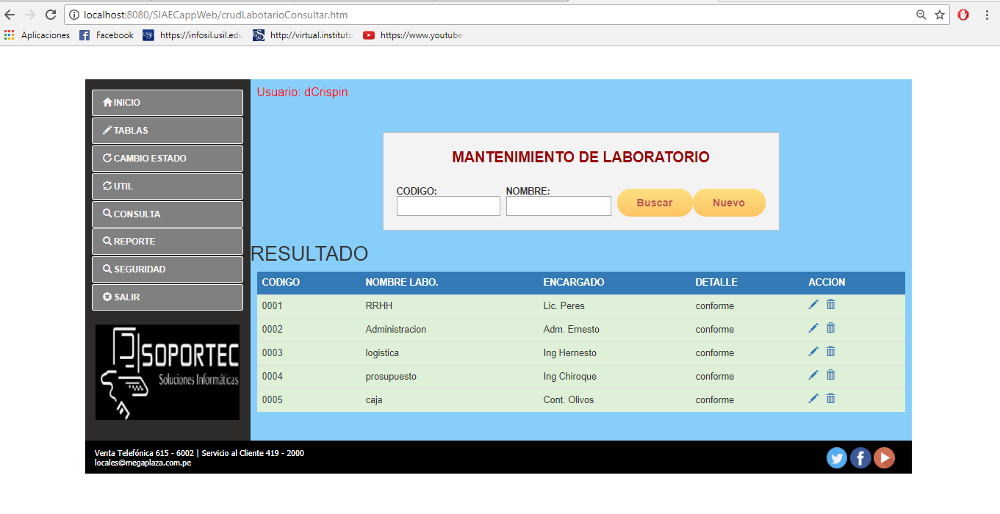 localhost:8080/SIAECappWeb/crudLabotarioConsultar.htm
Aplicaciones Facebook https://infosil.usil.edu http://virtual.instituto https://www.youtube
INICIO
TABLAS
CAMBIO ESTADO
UTIL
CONSULTA
REPORTE
SEGURIDAD
SALIR
SOPORTEC
Soluciones Informáticas
Usuario: dCrispin
MANTENIMIENTO DE LABORATORIO
CODIGO: NOMBRE:
Buscar Nuevo
RESULTADO
CODIGO NOMBRE LABO. ENCARGADO DETALLE ACCION
0001 RRHH Lic. Peres conforme
0002 Administracion Adm. Ernesto conforme
0003 logistica Ing Hernesto conforme
0004 prosupuesto Ing Chiroque conforme
0005 caja Cont. Olivos conforme
Venta Telefónica 615 - 6002 | Servicio al Cliente 419 - 2000
locales@megaplaza.com.pe